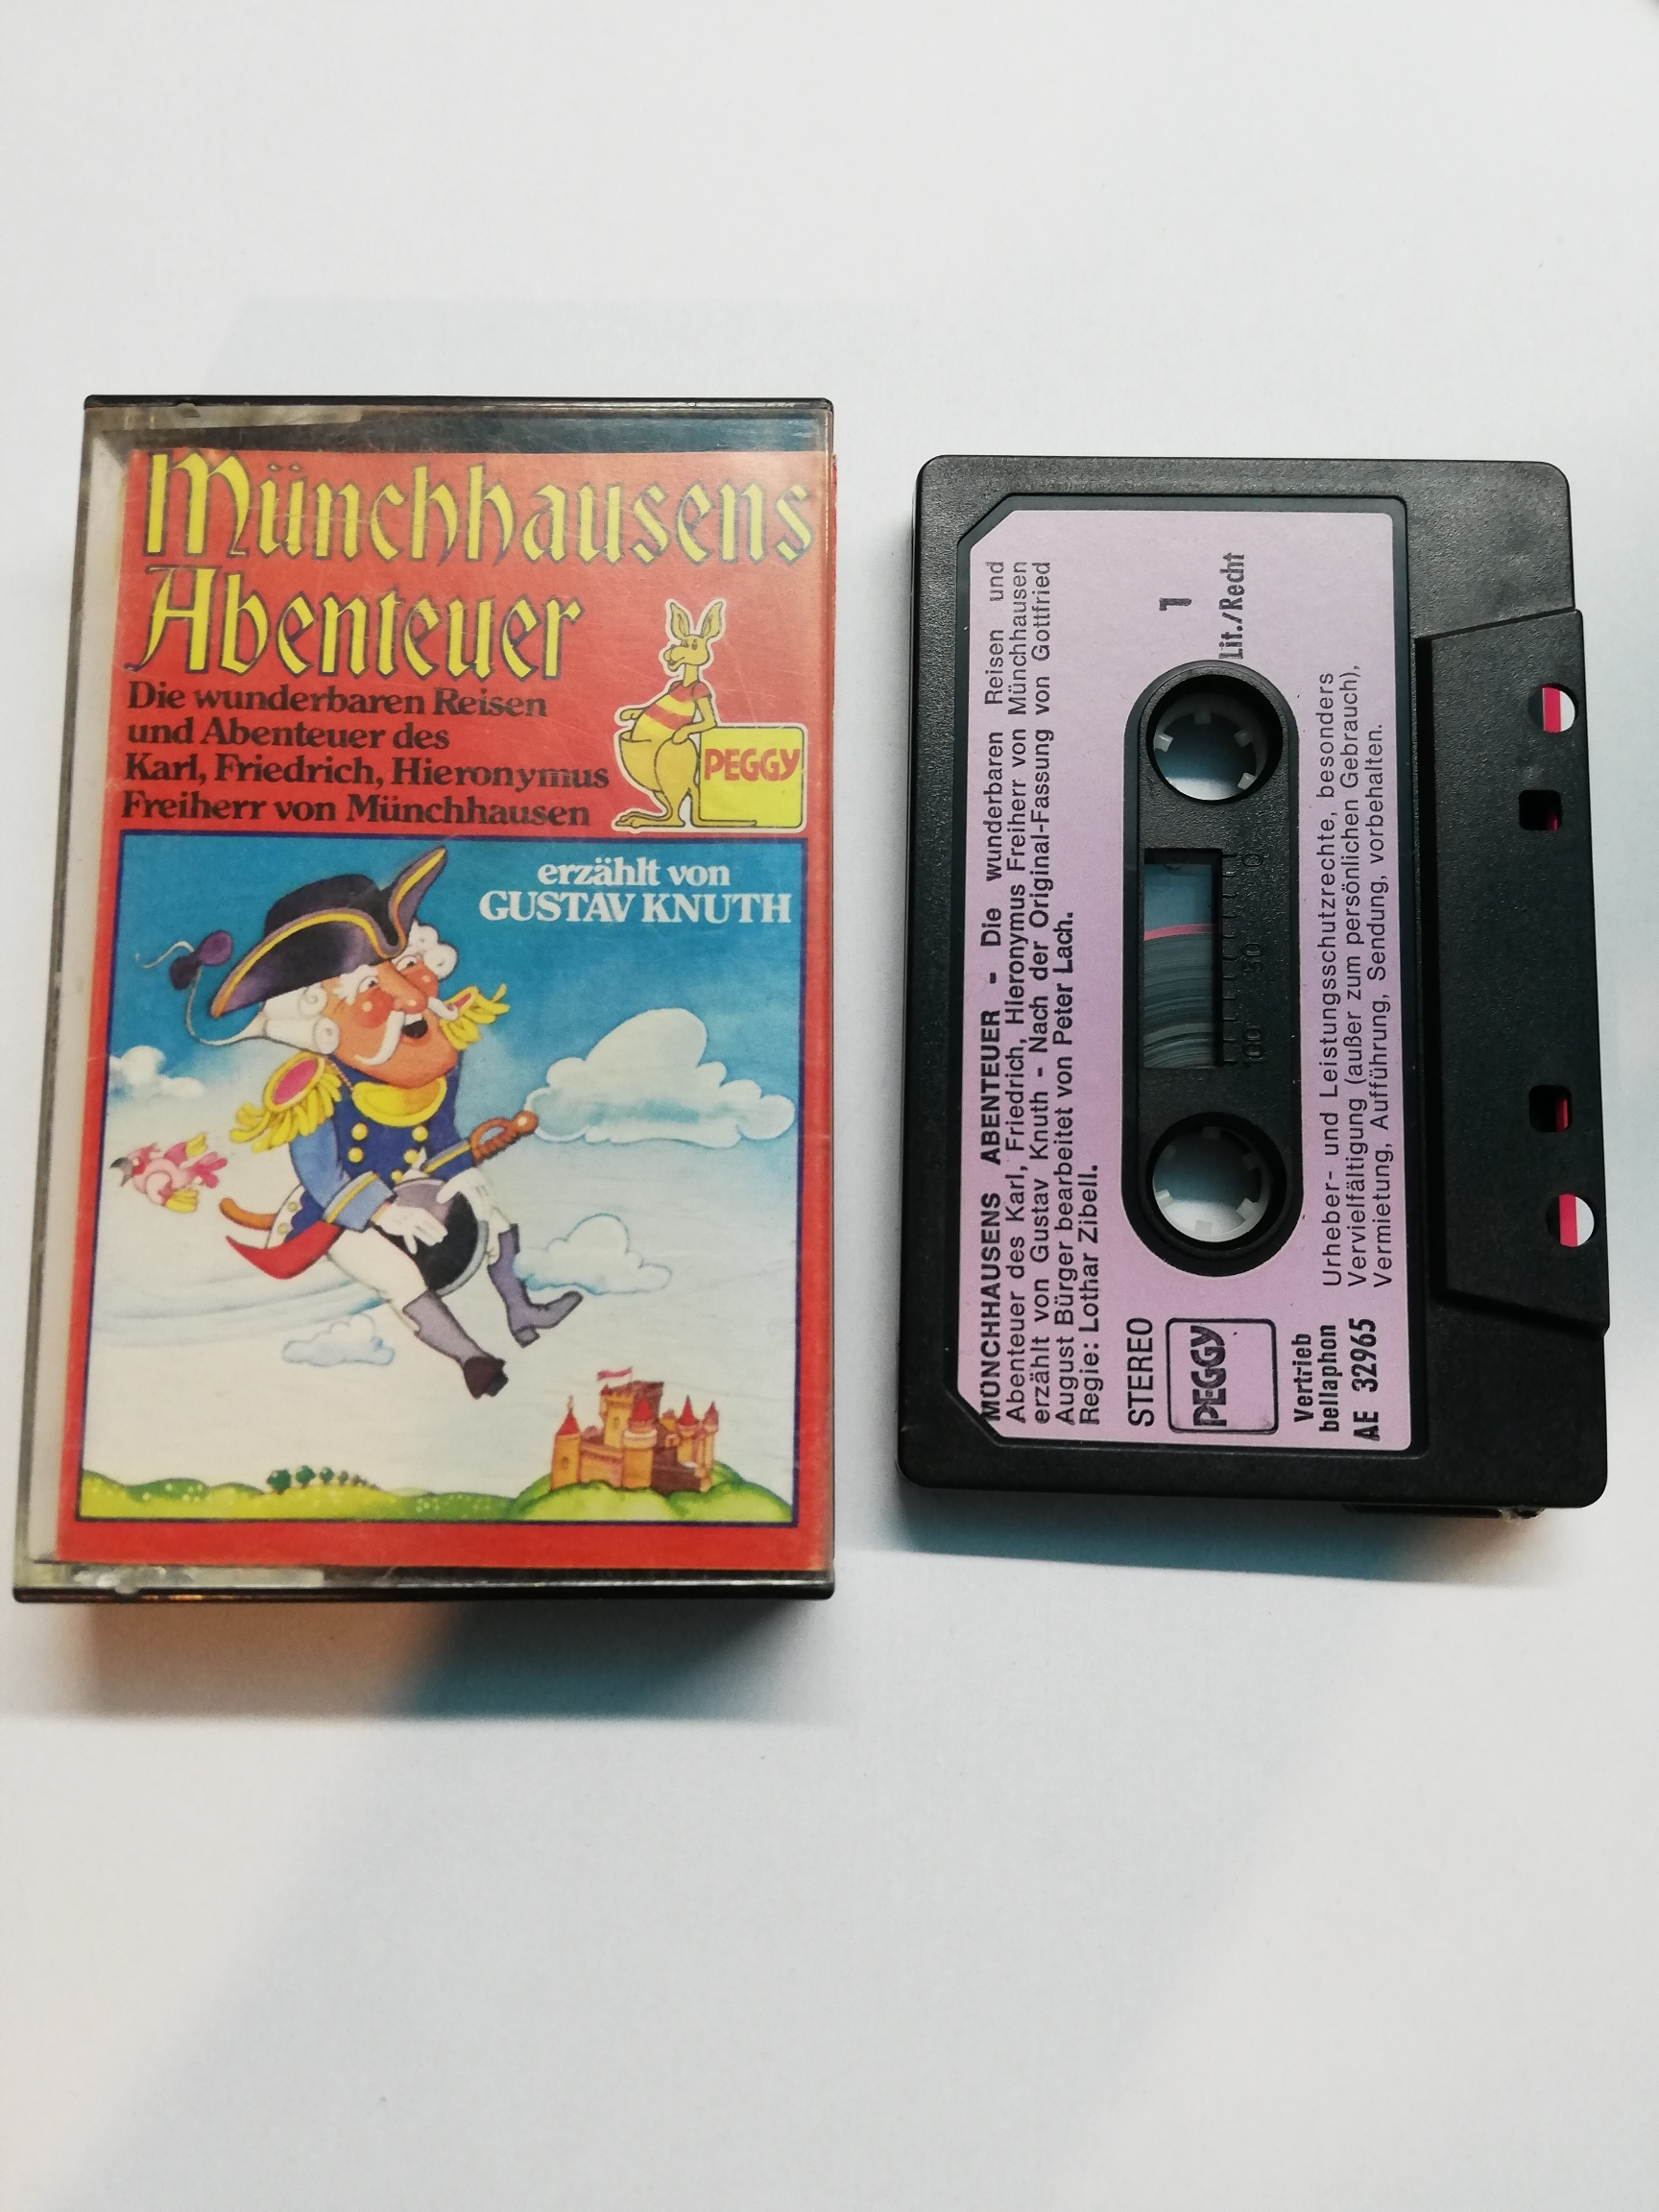 Münchhausens
Abenteuer
Die wunderbaren Reisen
und Abenteuer des
Karl, Friedrich, Hieronymus
Freiherr von Münchhausen
PEGGY
erzählt von
GUSTAV KNUTH
MÜNCHHAUSENS ABENTEUER - Die wunderbaren Reisen und
Abenteuer des Karl, Friedrich, Hieronymus Freiherr von Münchhausen
erzählt von Gustav Knuth - Nach der Original-Fassung von Gottfried
August Bürger bearbeitet von Peter Lach.
Regie: Lothar Zibell.
STEREO
1
PEGGY
Lit./Recht
100 50 0
Vertrieb
bellaphon
AE 32965
Urheber- und Leistungsschutzrechte, besonders
Vervielfältigung (außer zum persönlichen Gebrauch),
Vermietung, Aufführung, Sendung, vorbehalten.